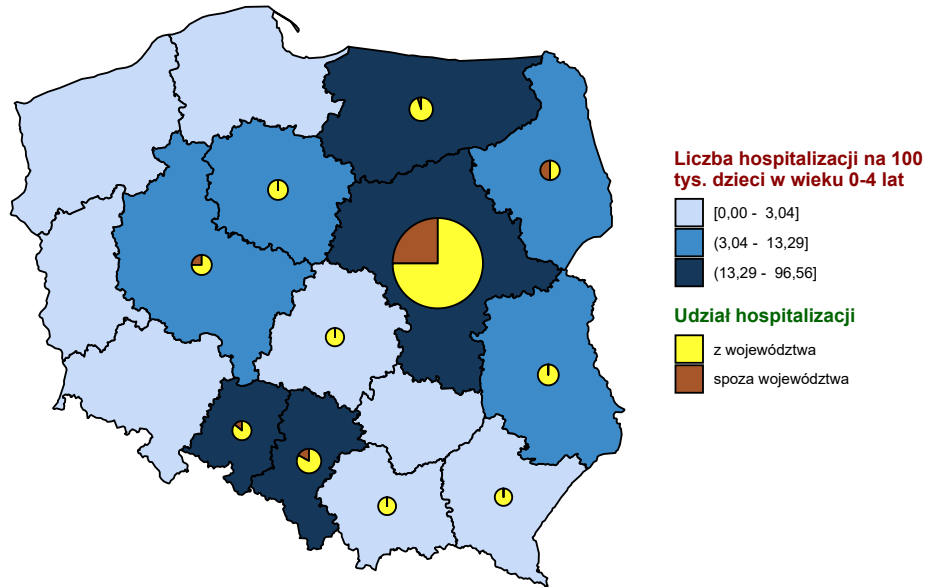 Liczba hospitalizacji na 100
tys. dzieci w wieku 0-4 lat
[0,00 - 3,04]
(3,04 - 13,29]
(13,29 - 96,56]
Udział hospitalizacji
z województwa
spoza województwa